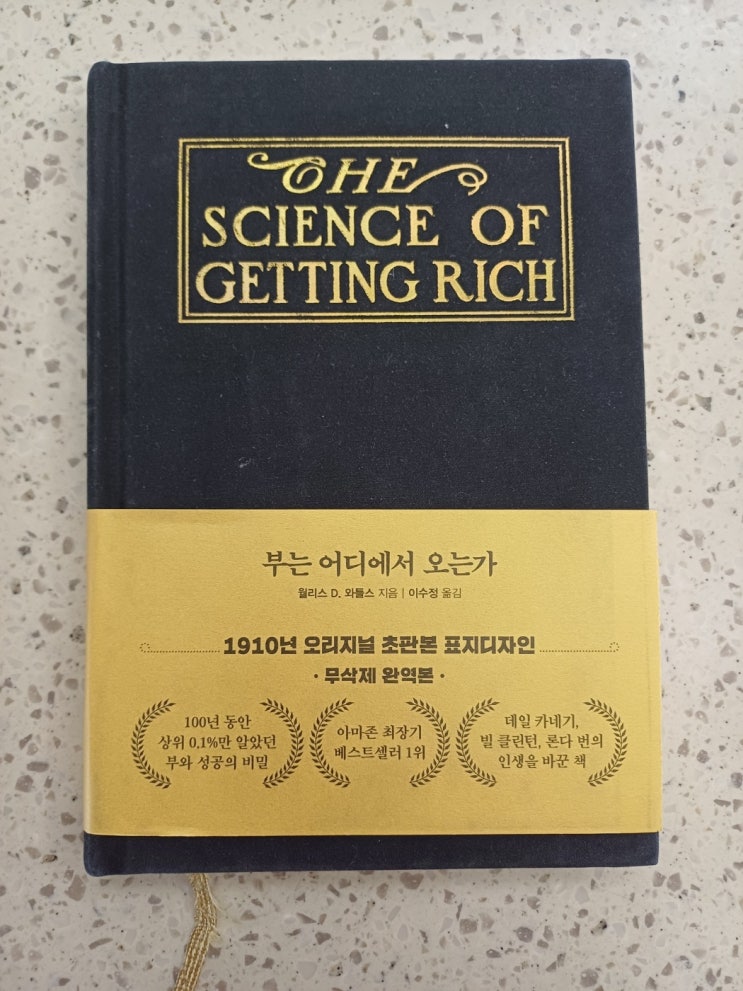 THE
SCIENCE OF
GETTING RICH
부는 어디에서 오는가
월리스 D. 와틀스 지음 | 이수정 옮김
1910년 오리지널 초판본 표지디자인
· 무삭제 완역본 ·
100년 동안
상위 0.1%만 알았던
부와 성공의 비밀
아마존 최장기
베스트셀러 1위
데일 카네기,
빌 클린턴, 론다 번의
인생을 바꾼 책